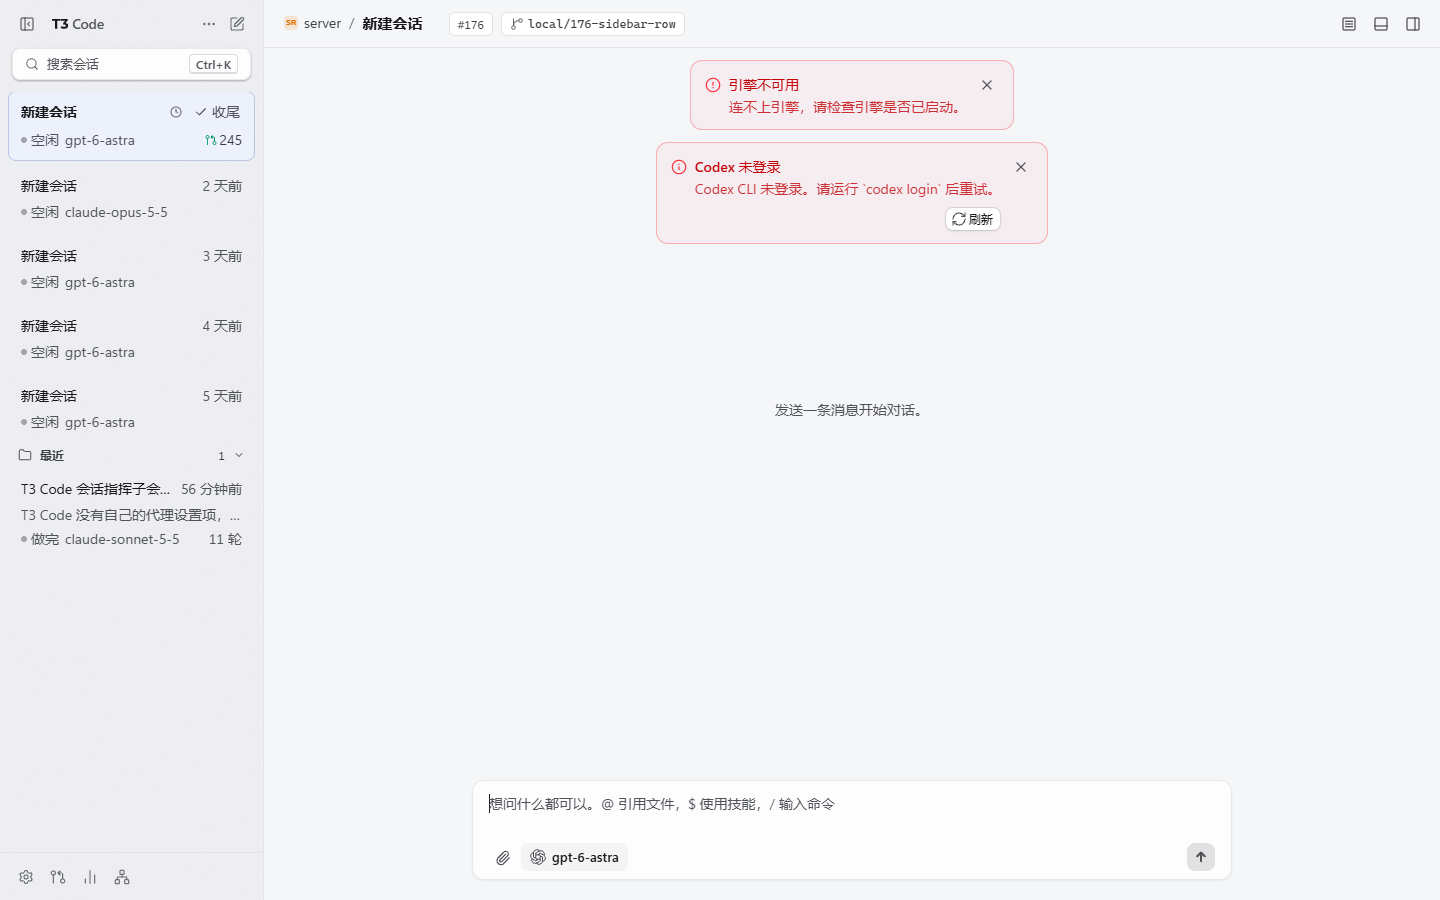 T3 Code
搜索会话 Ctrl+K
新建会话 收尾
空闲 gpt-6-astra 245
新建会话 2 天前
空闲 claude-opus-5-5
新建会话 3 天前
空闲 gpt-6-astra
新建会话 4 天前
空闲 gpt-6-astra
新建会话 5 天前
空闲 gpt-6-astra
最近 1
T3 Code 会话指挥子会... 56 分钟前
T3 Code 没有自己的代理设置项，...
做完 claude-sonnet-5-5 11 轮
SR server / 新建会话 #176 local/176-sidebar-row
引擎不可用
连不上引擎，请检查引擎是否已启动。
Codex 未登录
Codex CLI 未登录。请运行 `codex login` 后重试。
刷新
发送一条消息开始对话。
想问什么都可以。@ 引用文件，$ 使用技能，/ 输入命令
gpt-6-astra